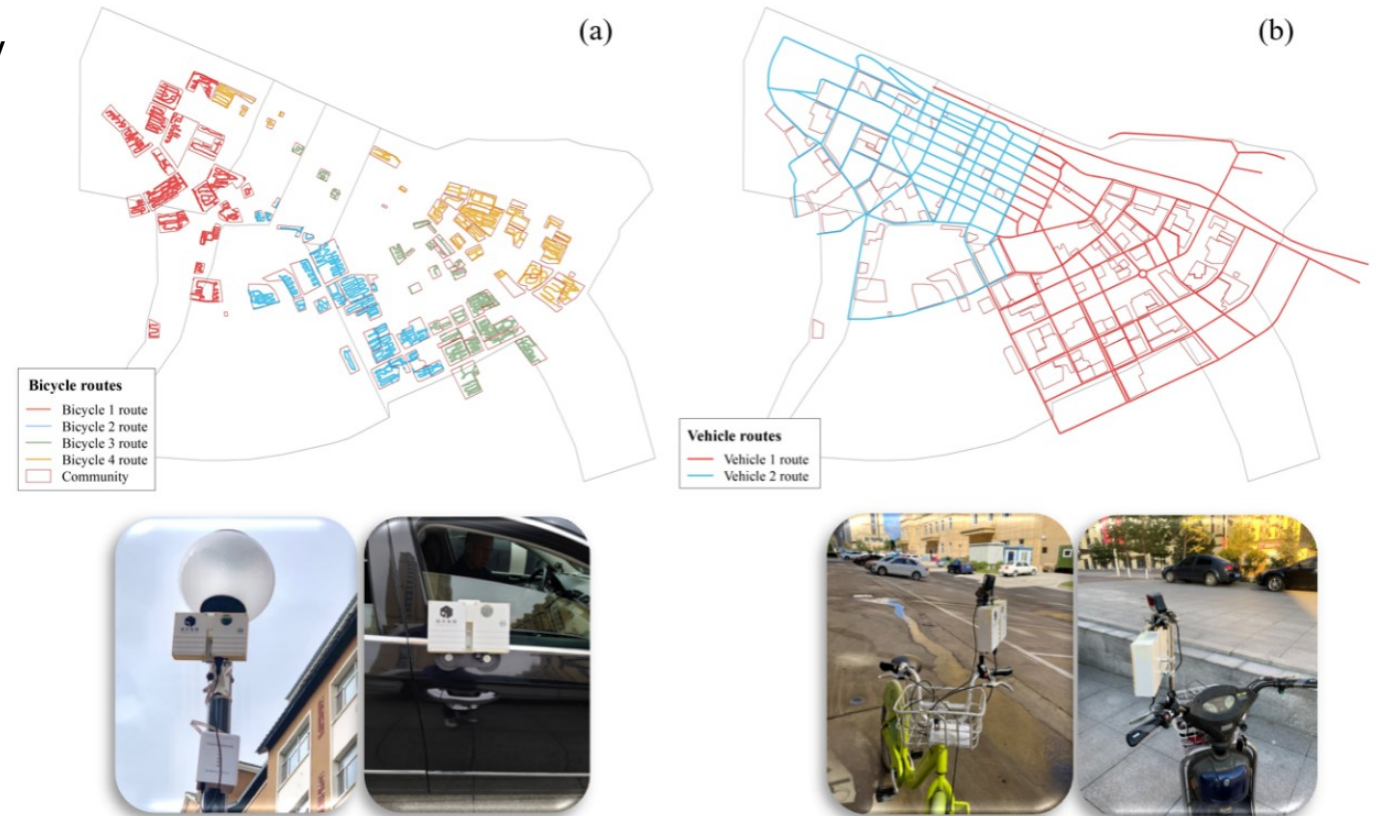 y
(a)
(b)
Bicycle routes
Bicycle 1 route
Bicycle 2 route
Bicycle 3 route
Bicycle 4 route
Community
Vehicle routes
Vehicle 1 route
Vehicle 2 route